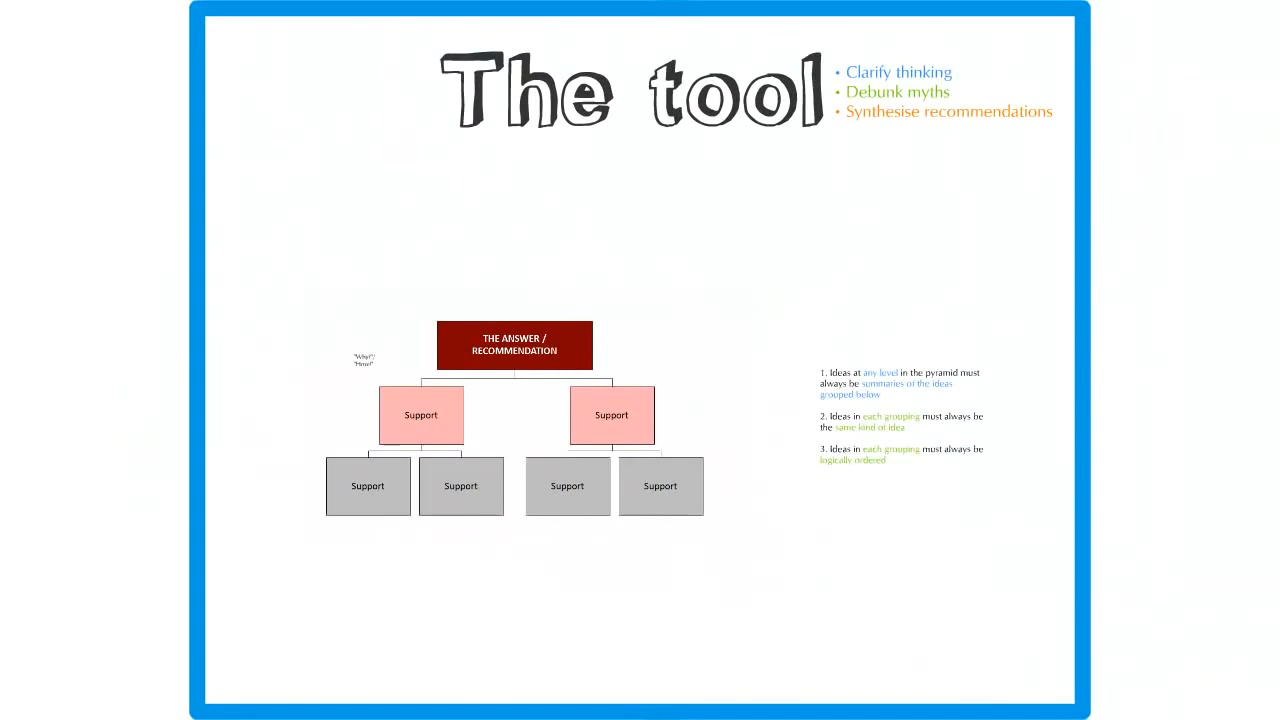 The tool
• Clarify thinking
• Debunk myths
• Synthesise recommendations
THE ANSWER /
RECOMMENDATION
"Why?"/
"How?"
Support
Support
Support
Support
Support
Support
1. Ideas at any level in the pyramid must
always be summaries of the ideas
grouped below
2. Ideas in each grouping must always be
the same kind of idea
3. Ideas in each grouping must always be
logically ordered